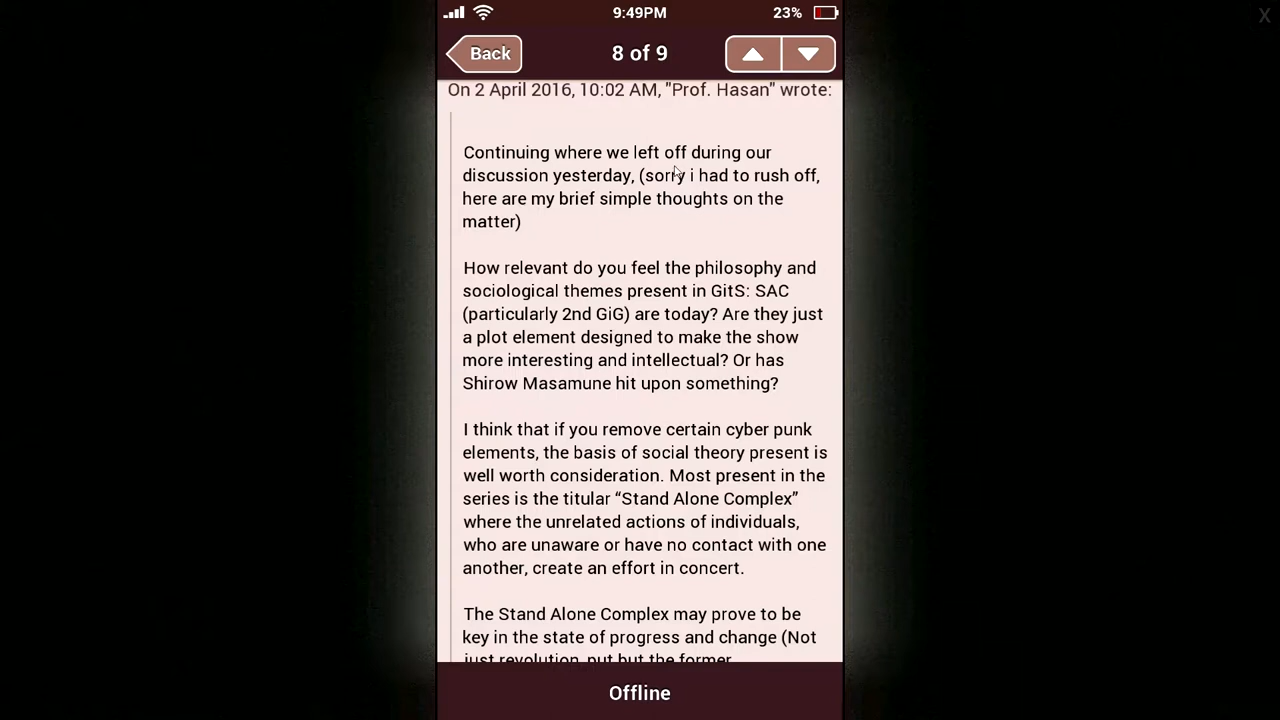 9:49PM
23%
X
Back
8 of 9
On 2 April 2016, 10:02 AM, "Prof. Hasan" wrote:
Continuing where we left off during our
discussion yesterday, (sorry i had to rush off,
here are my brief simple thoughts on the
matter)
How relevant do you feel the philosophy and
sociological themes present in GitS: SAC
(particularly 2nd GiG) are today? Are they just
a plot element designed to make the show
more interesting and intellectual? Or has
Shirow Masamune hit upon something?
I think that if you remove certain cyber punk
elements, the basis of social theory present is
well worth consideration. Most present in the
series is the titular “Stand Alone Complex”
where the unrelated actions of individuals,
who are unaware or have no contact with one
another, create an effort in concert.
The Stand Alone Complex may prove to be
key in the state of progress and change (Not
just revolution, put but the former
Offline